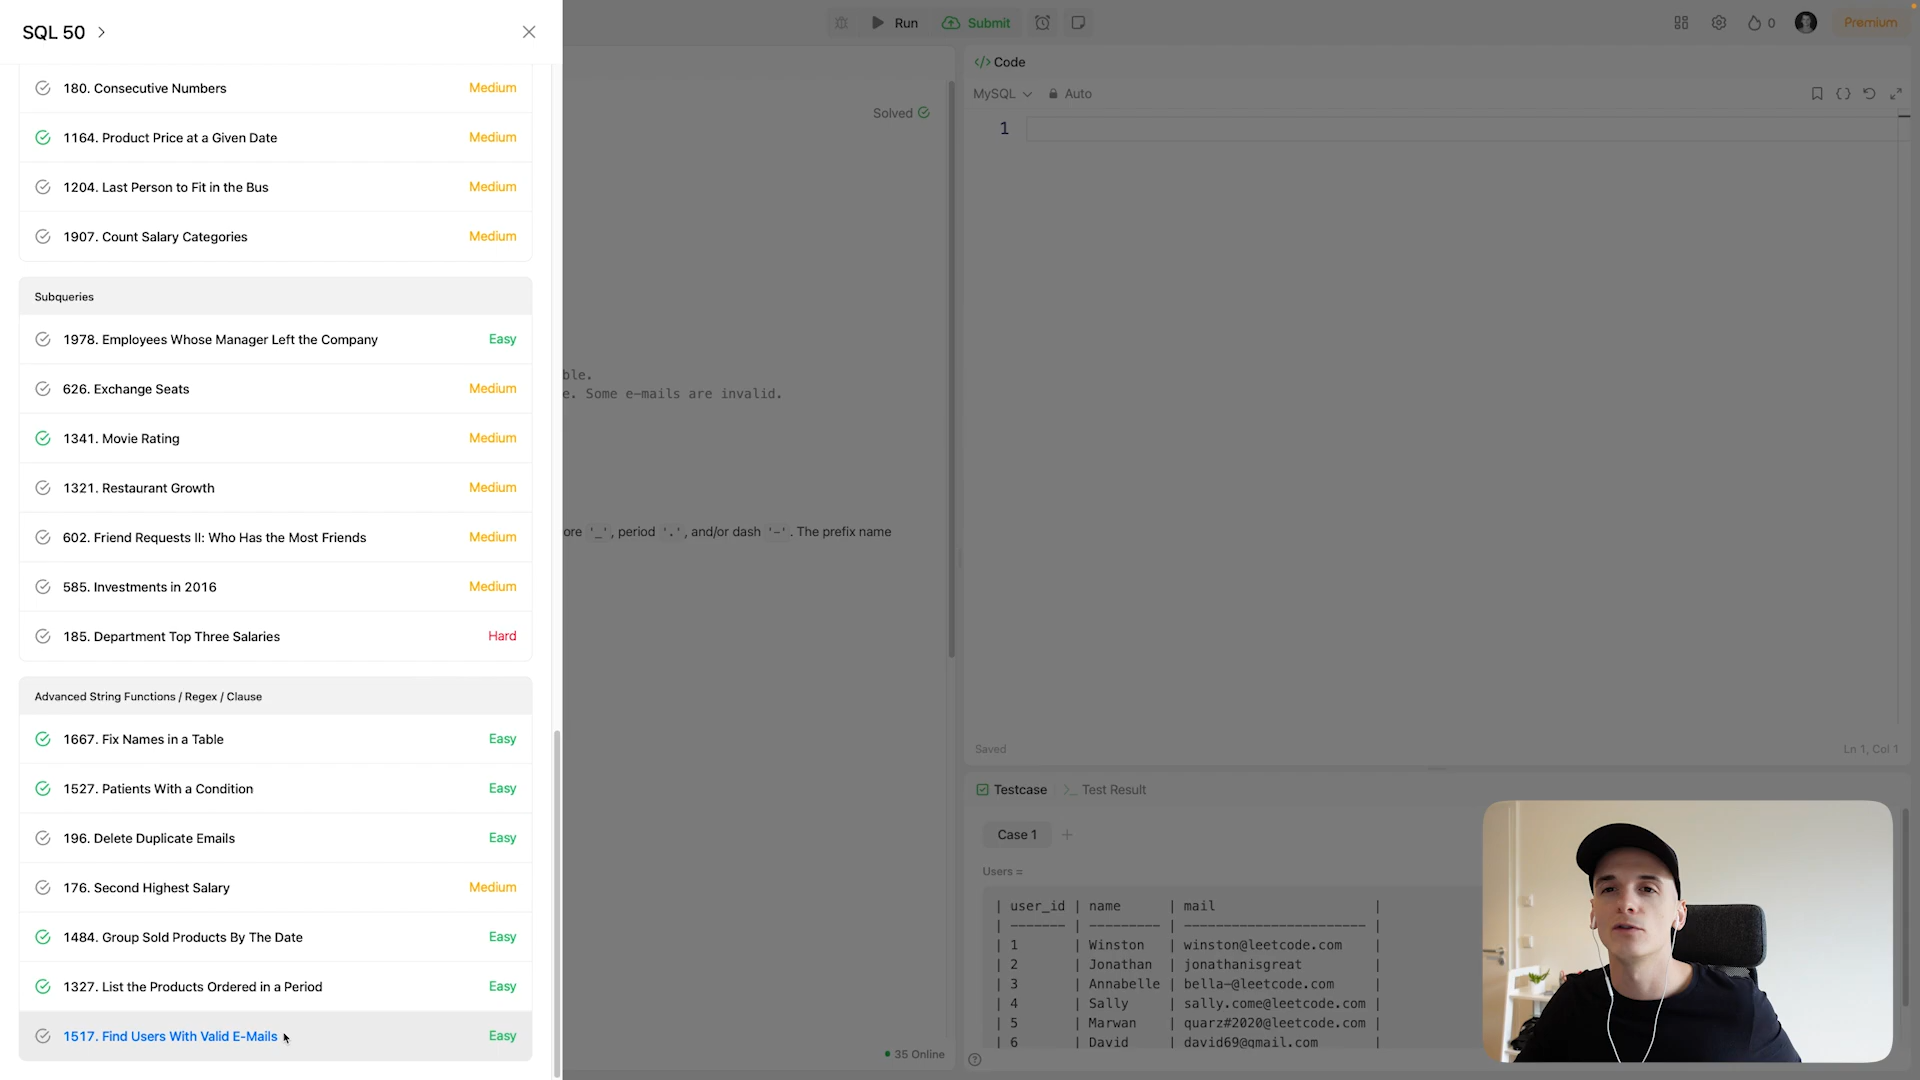 SQL 50
180. Consecutive Numbers Medium
1164. Product Price at a Given Date Medium
1204. Last Person to Fit in the Bus Medium
1907. Count Salary Categories Medium
Subqueries
1978. Employees Whose Manager Left the Company Easy
626. Exchange Seats Medium
1341. Movie Rating Medium
1321. Restaurant Growth Medium
602. Friend Requests II: Who Has the Most Friends Medium
585. Investments in 2016 Medium
185. Department Top Three Salaries Hard
Advanced String Functions / Regex / Clause
1667. Fix Names in a Table Easy
1527. Patients With a Condition Easy
196. Delete Duplicate Emails Easy
176. Second Highest Salary Medium
1484. Group Sold Products By The Date Easy
1327. List the Products Ordered in a Period Easy
1517. Find Users With Valid E-Mails Easy
Run Submit 0 Premium
Solved
ble.
e. Some e-mails are invalid.
ore '_', period '.', and/or dash '-'. The prefix name
35 Online
</> Code
MySQL Auto
1
Saved Ln 1, Col 1
Testcase >_ Test Result
Case 1 +
Users =
| user_id | name | mail |
| ------- | --------- | ----------------------- |
| 1 | Winston | winston@leetcode.com |
| 2 | Jonathan | jonathanisgreat |
| 3 | Annabelle | bella-@leetcode.com |
| 4 | Sally | sally.come@leetcode.com |
| 5 | Marwan | quarz#2020@leetcode.com |
| 6 | David | david69@gmail.com |